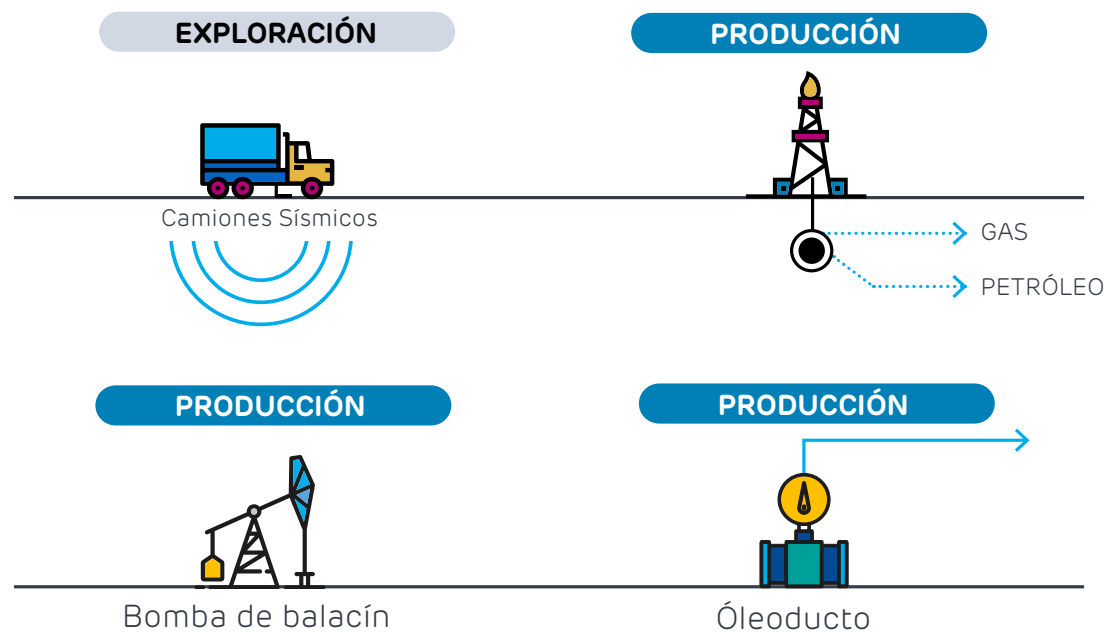 EXPLORACIÓN
PRODUCCIÓN
Camiones Sísmicos
GAS
PETRÓLEO
PRODUCCIÓN
PRODUCCIÓN
Bomba de balacín
Óleoducto